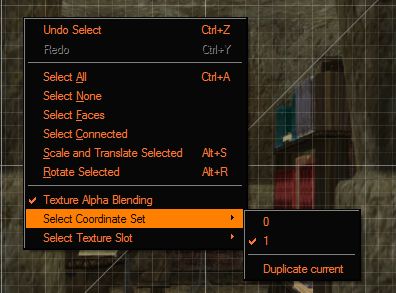 Undo Select Ctrl+Z
Redo Ctrl+Y
Select All Ctrl+A
Select None
Select Faces
Select Connected
Scale and Translate Selected Alt+S
Rotate Selected Alt+R
Texture Alpha Blending
Select Coordinate Set
0
Select Texture Slot
1
Duplicate current